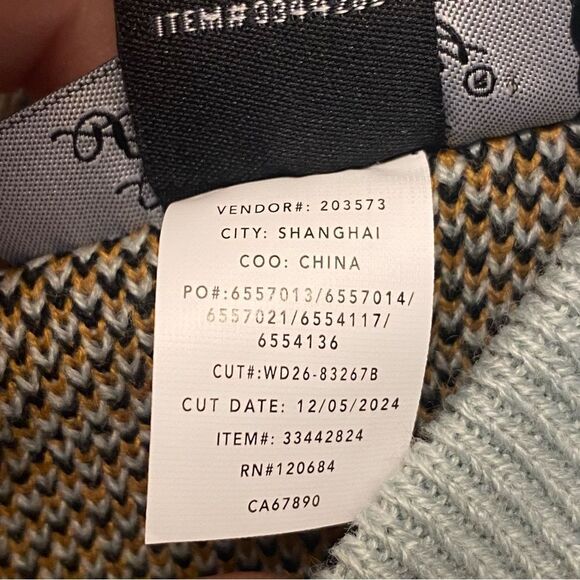 VENDOR#: 203573
CITY: SHANGHAI
COO: CHINA
PO#:6557013/6557014/
6557021/6554117/
6554136
CUT#:WD26-83267B
CUT DATE: 12/05/2024
ITEM#: 33442824
RN#120684
CA67890